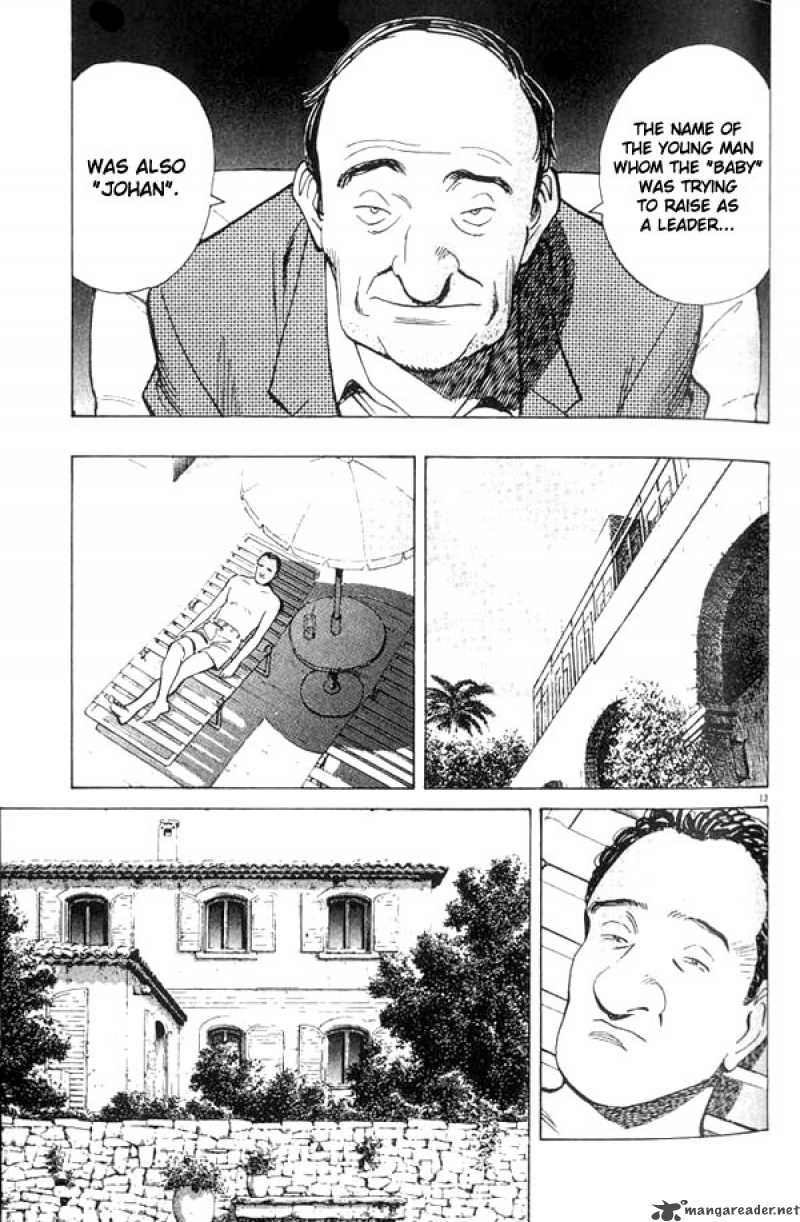 THE NAME OF
THE YOUNG MAN
WHOM THE "BABY"
WAS TRYING
TO RAISE AS
A LEADER...
WAS ALSO
"JOHAN".
13
mangareader.net